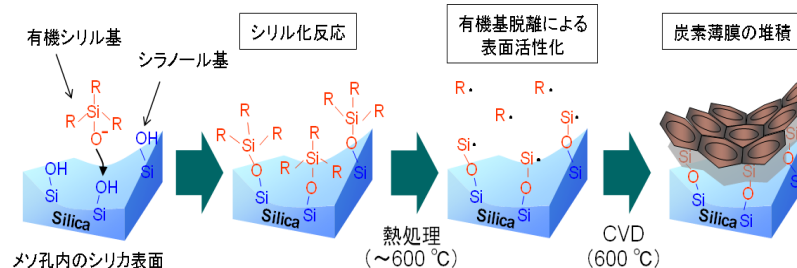 有機シリル基
シラノール基
R
R
R
Si
O⁻
OH
OH
OH
Si
Si
Si
Silica
メソ孔内のシリカ表面
シリル化反応
R
R
R
Si
O
Si
R
R
R
Si
O
Si
R
R
R
Si
O
Si
Silica
熱処理
(~600 ℃)
有機基脱離による
表面活性化
R·
R·
R·
R
R
R
Si·
O
Si
Si·
O
Si
Si·
O
Si
Silica
CVD
(600 ℃)
炭素薄膜の堆積
Si
O
Si
Si
O
Si
Si
O
Si
Silica